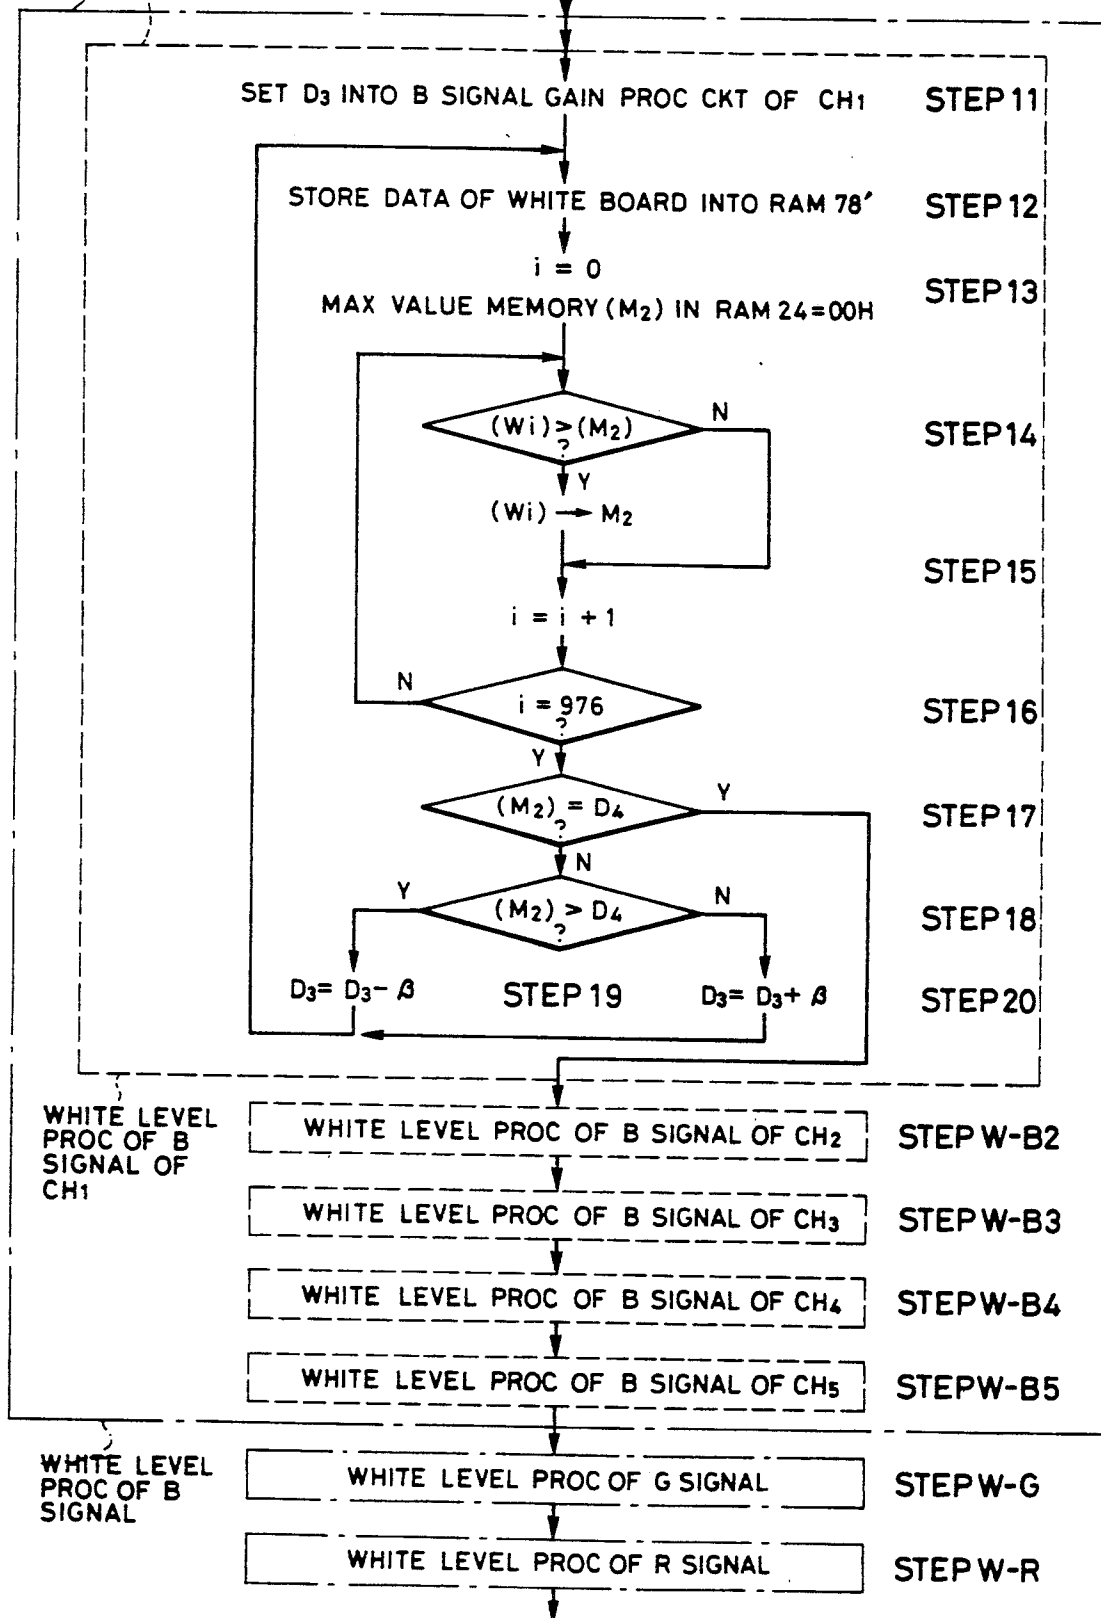 SET D3 INTO B SIGNAL GAIN PROC CKT OF CH1 STEP 11
STORE DATA OF WHITE BOARD INTO RAM 78′ STEP 12
i = 0
STEP 13
MAX VALUE MEMORY (M2) IN RAM 24=00H
(Wi)>(M2) N STEP 14
?
Y
(Wi) → M2
STEP 15
i = i + 1
N
i = 976 STEP 16
?
Y
(M2) = D4 Y STEP 17
?
N
Y (M2) > D4 N STEP 18
?
D3= D3- β STEP 19 D3= D3+ β STEP 20
WHITE LEVEL
PROC OF B
SIGNAL OF
CH1
WHITE LEVEL PROC OF B SIGNAL OF CH2 STEP W-B2
WHITE LEVEL PROC OF B SIGNAL OF CH3 STEP W-B3
WHITE LEVEL PROC OF B SIGNAL OF CH4 STEP W-B4
WHITE LEVEL PROC OF B SIGNAL OF CH5 STEP W-B5
WHITE LEVEL
PROC OF B
SIGNAL
WHITE LEVEL PROC OF G SIGNAL STEP W-G
WHITE LEVEL PROC OF R SIGNAL STEP W-R